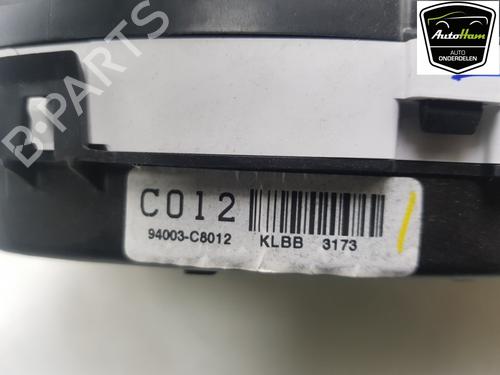 AutoHam
AUTO
ONDERDELEN
B-PARTS
C012
94003-C8012 KLBB 3173